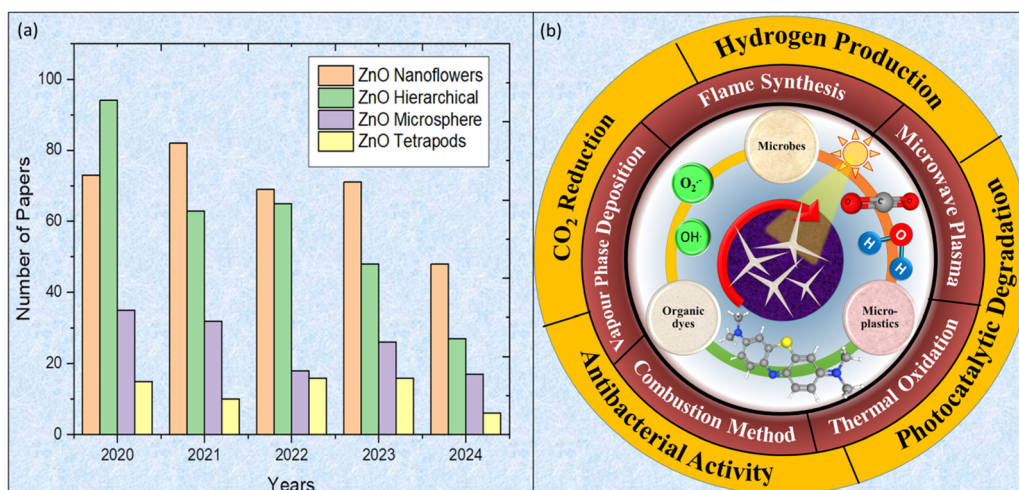 (a)
100
80
60
40
20
0
Number of Papers
ZnO Nanoflowers
ZnO Hierarchical
ZnO Microsphere
ZnO Tetrapods
2020 2021 2022 2023 2024
Years
(b)
Hydrogen Production
CO₂ Reduction
Photocatalytic Degradation
Antibacterial Activity
Flame Synthesis
Microwave Plasma
Vapour Phase Deposition
Thermal Oxidation
Combustion Method
Microbes
O₂·⁻
OH·
O C O
O
H
H
Organic
dyes
Micro-
plastics